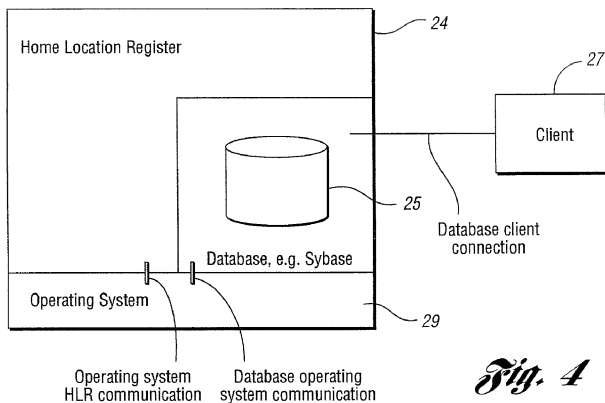 24
Home Location Register
27
Client
25
Database client
connection
Database, e.g. Sybase
Operating System
29
Operating system
HLR communication
Database operating
system communication
Fig. 4